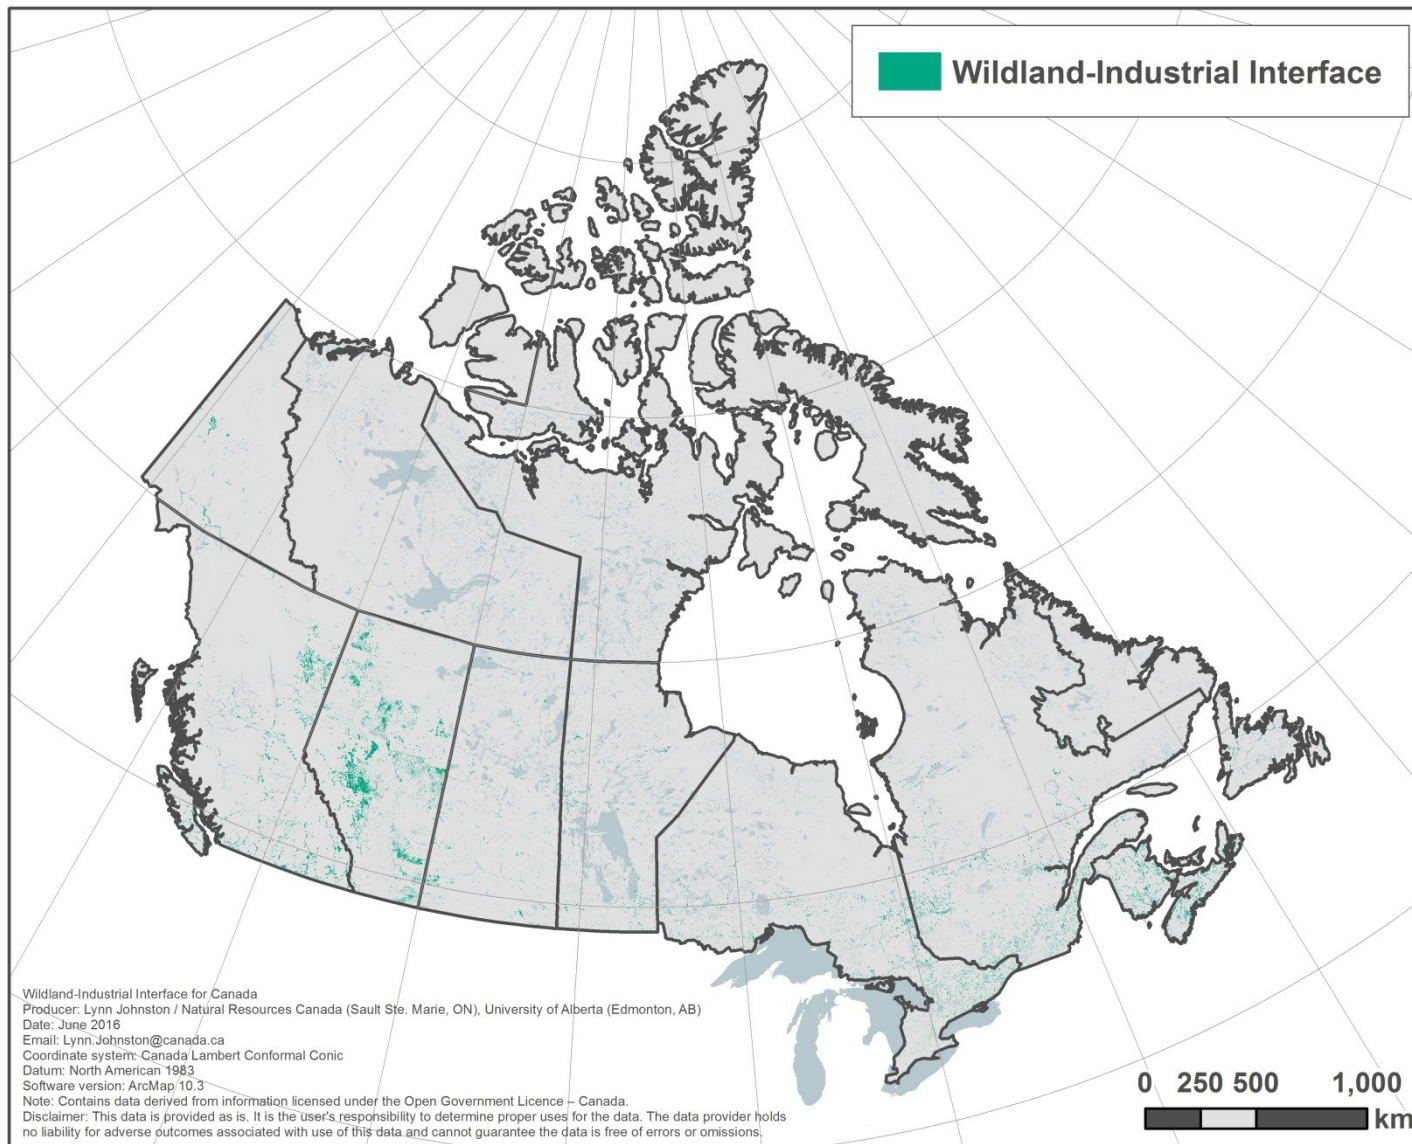 Wildland-Industrial Interface
Wildland-Industrial Interface for Canada
Producer: Lynn Johnston / Natural Resources Canada (Sault Ste. Marie, ON), University of Alberta (Edmonton, AB)
Date: June 2016
Email: Lynn.Johnston@canada.ca
Coordinate system: Canada Lambert Conformal Conic
Datum: North American 1983
Software version: ArcMap 10.3
Note: Contains data derived from information licensed under the Open Government Licence – Canada.
Disclaimer: This data is provided as is. It is the user's responsibility to determine proper uses for the data. The data provider holds
no liability for adverse outcomes associated with use of this data and cannot guarantee the data is free of errors or omissions.
0 250 500 1,000
km